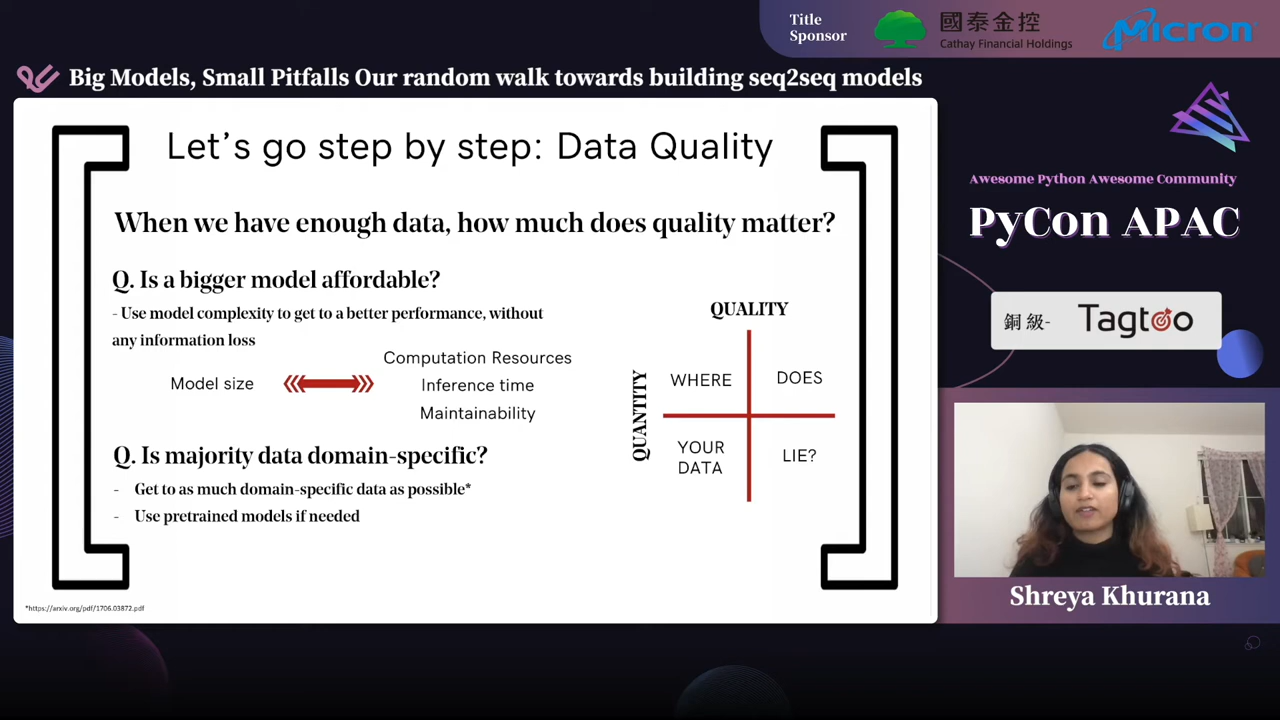 Title
Sponsor
國泰金控
Cathay Financial Holdings
Micron
Big Models, Small Pitfalls Our random walk towards building seq2seq models
Let's go step by step: Data Quality
When we have enough data, how much does quality matter?
Q. Is a bigger model affordable?
- Use model complexity to get to a better performance, without
any information loss
Model size
Computation Resources
Inference time
Maintainability
Q. Is majority data domain-specific?
- Get to as much domain-specific data as possible*
- Use pretrained models if needed
QUALITY
QUANTITY
WHERE
DOES
YOUR
DATA
LIE?
*https://arxiv.org/pdf/1706.03872.pdf
Awesome Python Awesome Community
PyCon APAC
銅級- Tagtoo
Shreya Khurana